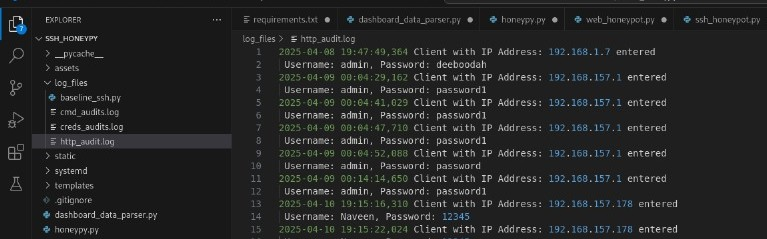 EXPLORER
SSH_HONEYPY
__pycache__
assets
log_files
baseline_ssh.py
cmd_audits.log
creds_audits.log
http_audit.log
static
systemd
templates
.gitignore
dashboard_data_parser.py
honeypy.py
7
requirements.txt
dashboard_data_parser.py
honeypy.py
web_honeypot.py
ssh_honeypot.py
log_files > http_audit.log
1 2025-04-08 19:47:49,364 Client with IP Address: 192.168.1.7 entered
2 Username: admin, Password: deeboodah
3 2025-04-09 00:04:29,162 Client with IP Address: 192.168.157.1 entered
4 Username: admin, Password: password1
5 2025-04-09 00:04:41,029 Client with IP Address: 192.168.157.1 entered
6 Username: admin, Password: password1
7 2025-04-09 00:04:47,710 Client with IP Address: 192.168.157.1 entered
8 Username: admin, Password: password1
9 2025-04-09 00:04:52,088 Client with IP Address: 192.168.157.1 entered
10 Username: admin, Password: password
11 2025-04-09 00:14:14,650 Client with IP Address: 192.168.157.1 entered
12 Username: admin, Password: password1
13 2025-04-10 19:15:16,310 Client with IP Address: 192.168.157.178 entered
14 Username: Naveen, Password: 12345
15 2025-04-10 19:15:22,024 Client with IP Address: 192.168.157.178 entered